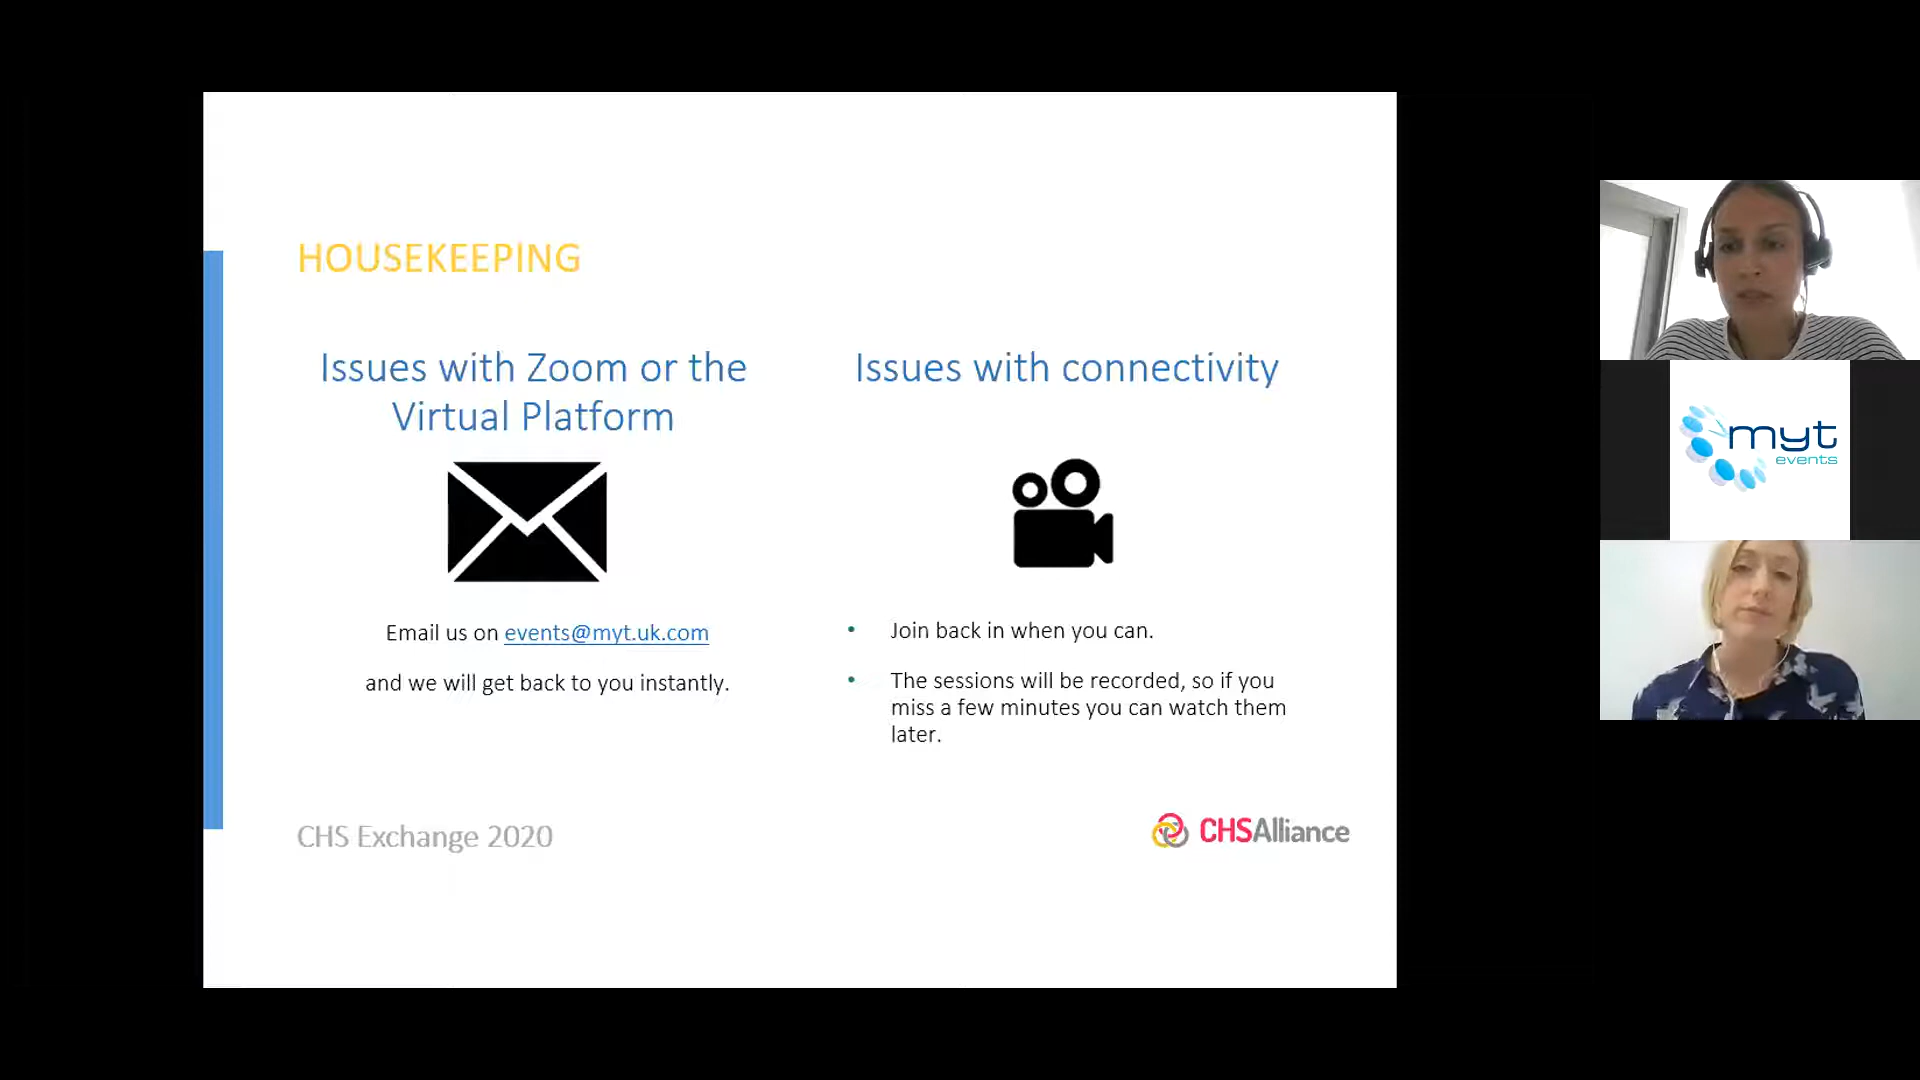 HOUSEKEEPING
Issues with Zoom or the
Virtual Platform
Email us on events@myt.uk.com
and we will get back to you instantly.
Issues with connectivity
• Join back in when you can.
• The sessions will be recorded, so if you
miss a few minutes you can watch them
later.
CHS Exchange 2020
CHSAlliance
myt
events